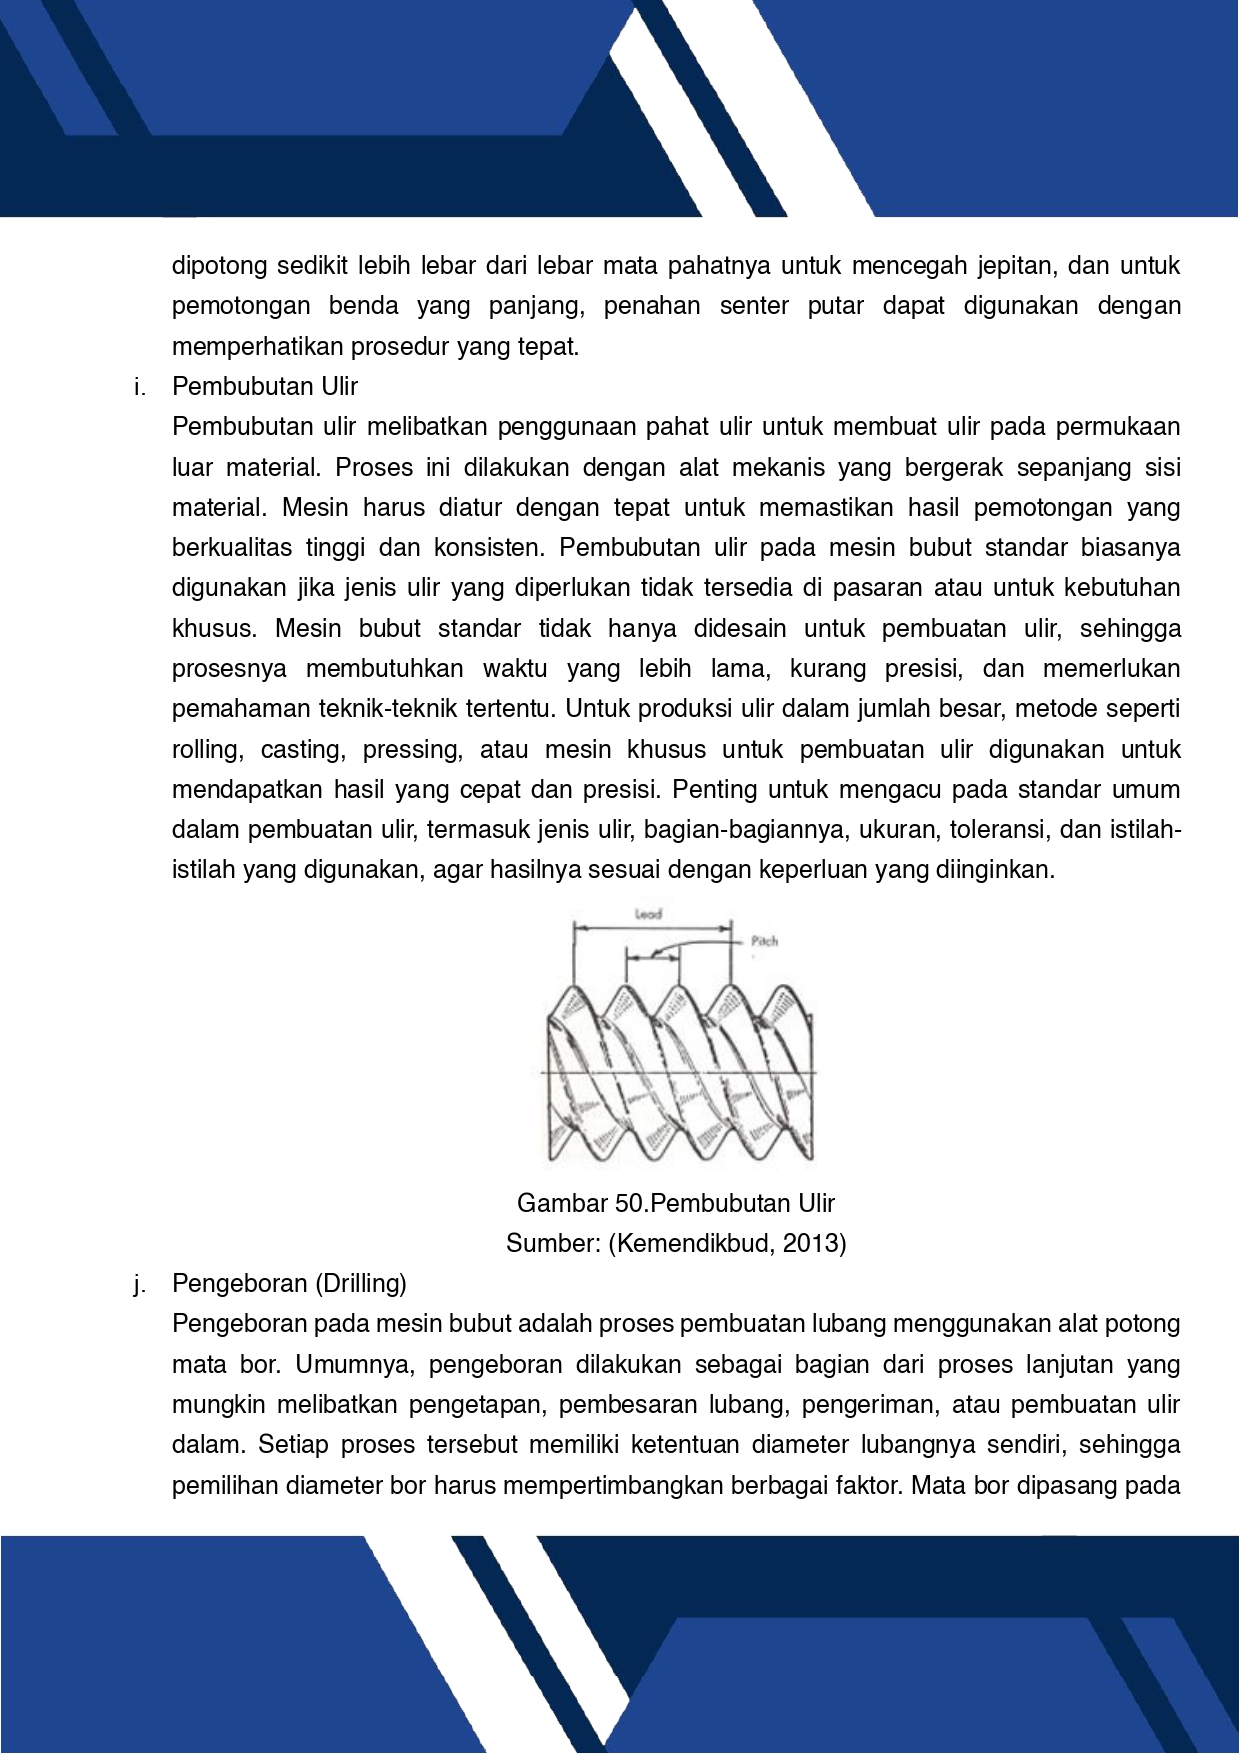 dipotong sedikit lebih lebar dari lebar mata pahatnya untuk mencegah jepitan, dan untuk
pemotongan benda yang panjang, penahan senter putar dapat digunakan dengan
memperhatikan prosedur yang tepat.
i. Pembubutan Ulir
Pembubutan ulir melibatkan penggunaan pahat ulir untuk membuat ulir pada permukaan
luar material. Proses ini dilakukan dengan alat mekanis yang bergerak sepanjang sisi
material. Mesin harus diatur dengan tepat untuk memastikan hasil pemotongan yang
berkualitas tinggi dan konsisten. Pembubutan ulir pada mesin bubut standar biasanya
digunakan jika jenis ulir yang diperlukan tidak tersedia di pasaran atau untuk kebutuhan
khusus. Mesin bubut standar tidak hanya didesain untuk pembuatan ulir, sehingga
prosesnya membutuhkan waktu yang lebih lama, kurang presisi, dan memerlukan
pemahaman teknik-teknik tertentu. Untuk produksi ulir dalam jumlah besar, metode seperti
rolling, casting, pressing, atau mesin khusus untuk pembuatan ulir digunakan untuk
mendapatkan hasil yang cepat dan presisi. Penting untuk mengacu pada standar umum
dalam pembuatan ulir, termasuk jenis ulir, bagian-bagiannya, ukuran, toleransi, dan istilah-
istilah yang digunakan, agar hasilnya sesuai dengan keperluan yang diinginkan.
Lead
Pitch
Gambar 50.Pembubutan Ulir
Sumber: (Kemendikbud, 2013)
j. Pengeboran (Drilling)
Pengeboran pada mesin bubut adalah proses pembuatan lubang menggunakan alat potong
mata bor. Umumnya, pengeboran dilakukan sebagai bagian dari proses lanjutan yang
mungkin melibatkan pengetapan, pembesaran lubang, pengeriman, atau pembuatan ulir
dalam. Setiap proses tersebut memiliki ketentuan diameter lubangnya sendiri, sehingga
pemilihan diameter bor harus mempertimbangkan berbagai faktor. Mata bor dipasang pada